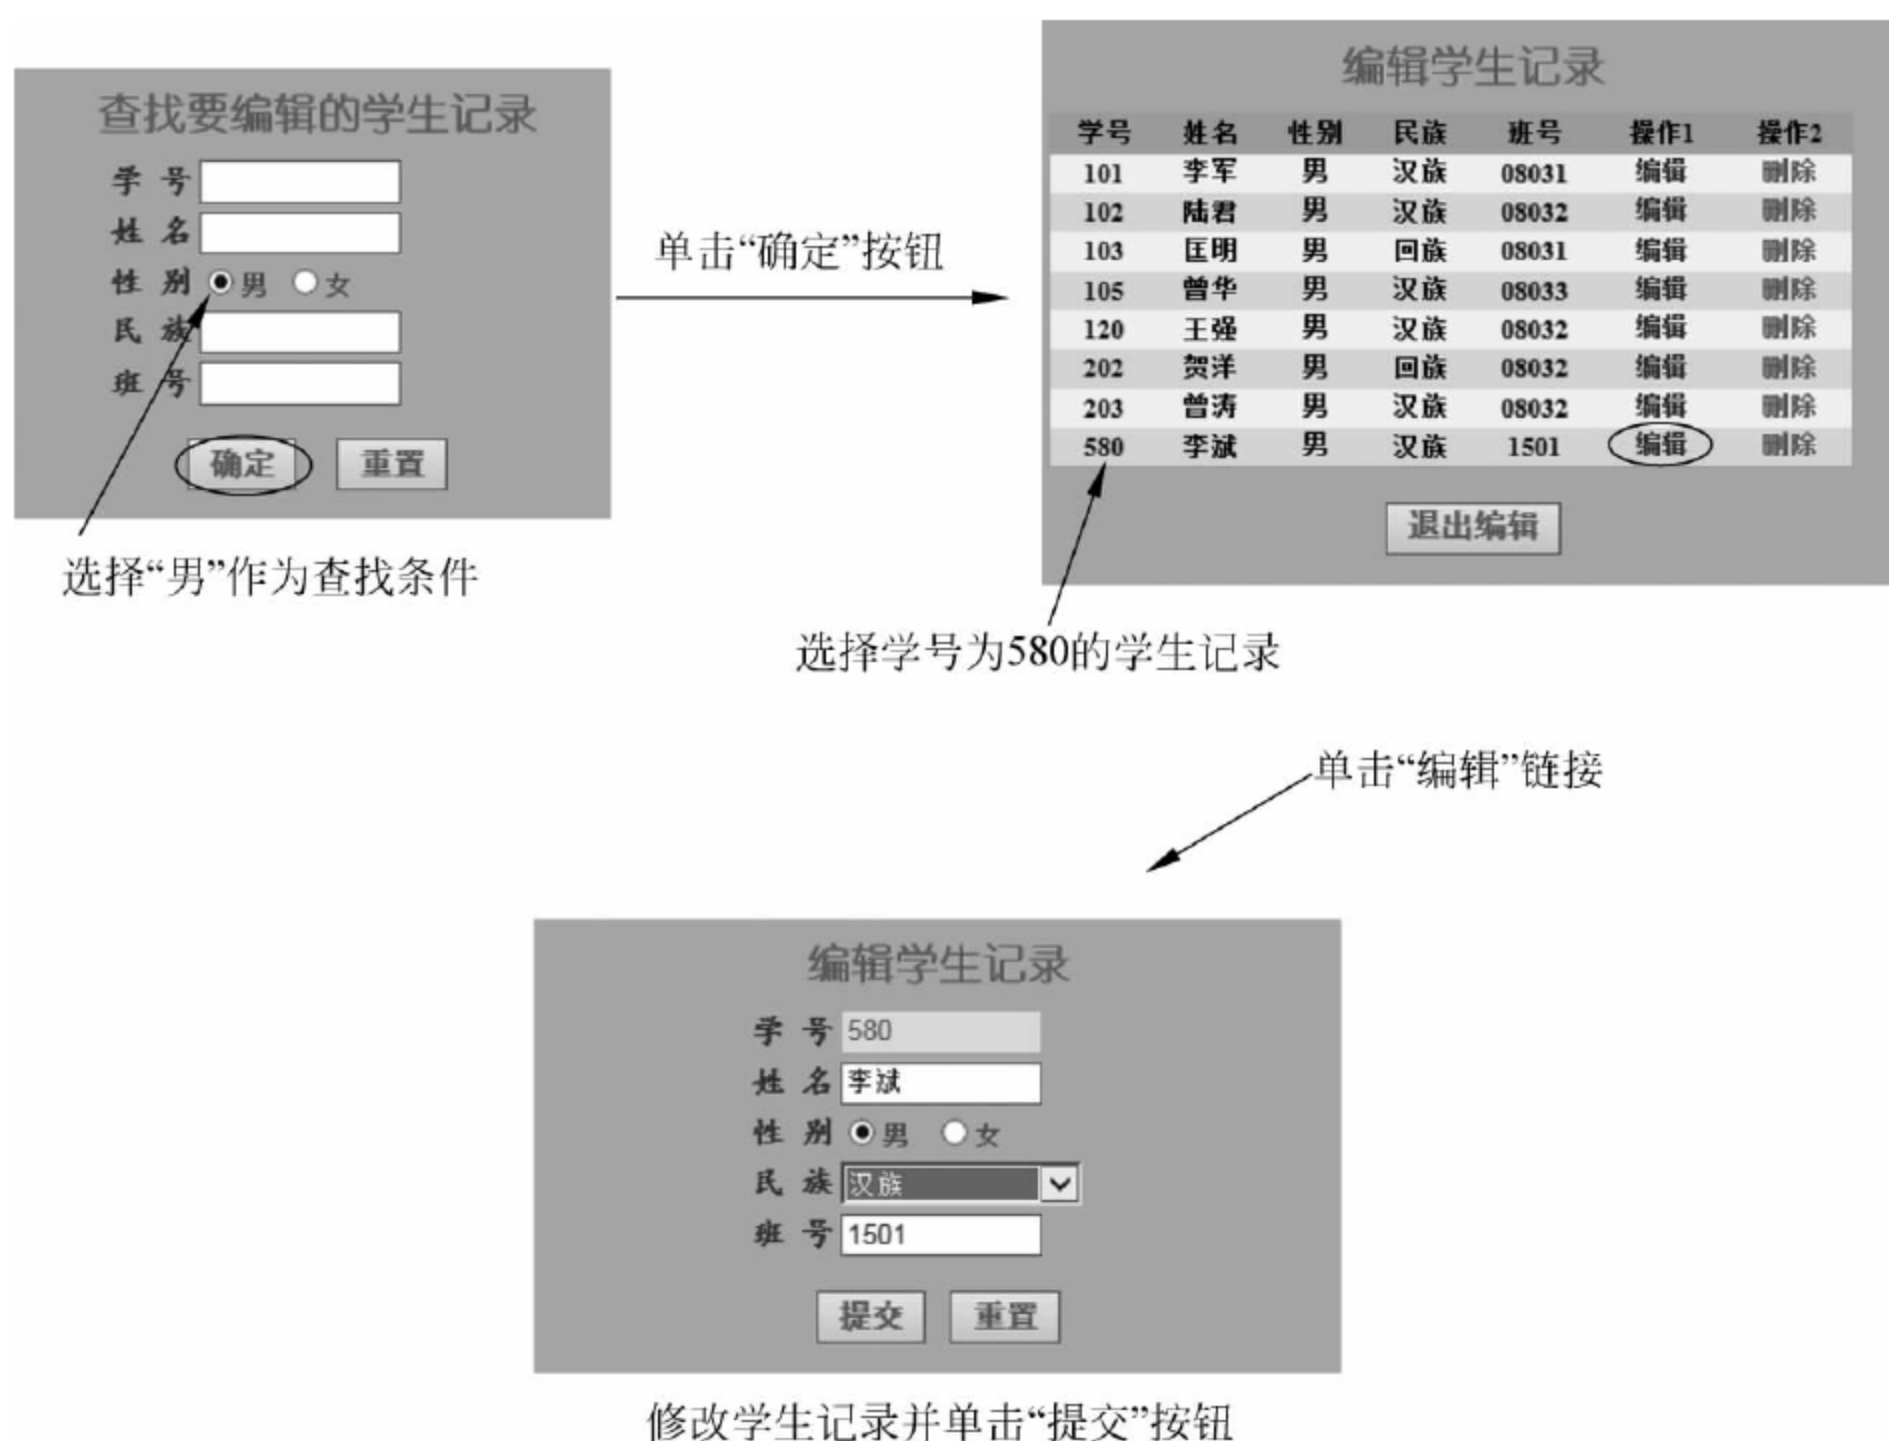 查找要编辑的学生记录
学 号
姓 名
性 别 男 女
民 族
班 号
确定 重置
选择“男”作为查找条件
单击“确定”按钮
编辑学生记录
学号 姓名 性别 民族 班号 操作1 操作2
101 李军 男 汉族 08031 编辑 删除
102 陆君 男 汉族 08032 编辑 删除
103 匡明 男 回族 08031 编辑 删除
105 曾华 男 汉族 08033 编辑 删除
120 王强 男 汉族 08032 编辑 删除
202 贺洋 男 回族 08032 编辑 删除
203 曾涛 男 汉族 08032 编辑 删除
580 李斌 男 汉族 1501 编辑 删除
退出编辑
选择学号为580的学生记录
单击“编辑”链接
编辑学生记录
学 号 580
姓 名 李斌
性 别 男 女
民 族 汉族
班 号 1501
提交 重置
修改学生记录并单击“提交”按钮